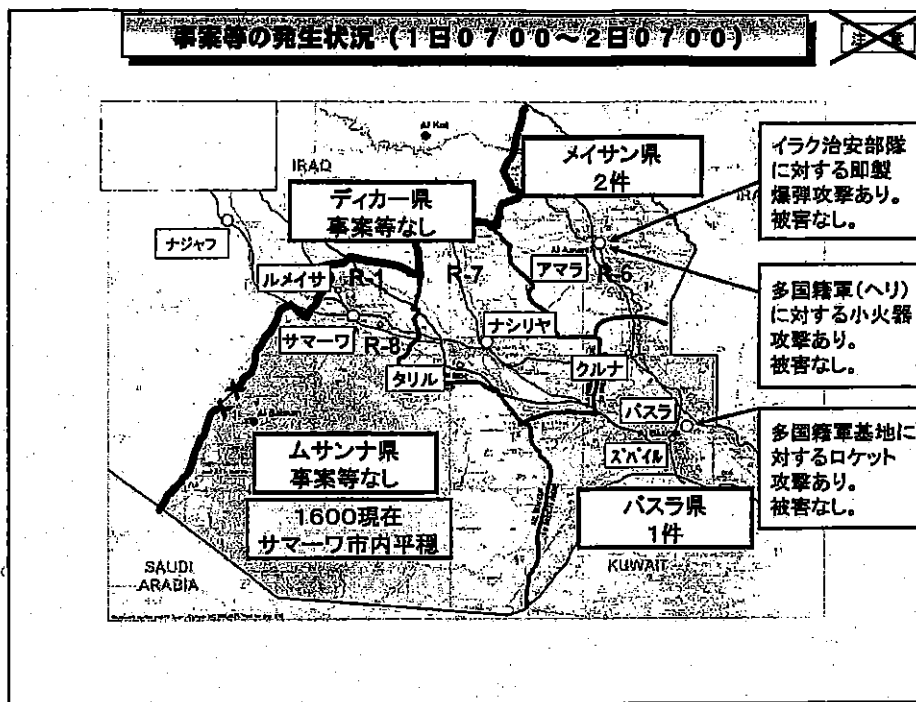 事案等の発生状況（１日０７００～２日０７００）
注意
Al Kut
IRAQ
メイサン県
2件
イラク治安部隊
に対する即製
爆弾攻撃あり。
被害なし。
ディカー県
事案等なし
ナジャフ
ルメイサ
R-1
R-7
アマラ
R-6
多国籍軍(ヘリ)
に対する小火器
攻撃あり。
被害なし。
サマーワ
R-8
ナシリヤ
タリル
クルナ
バスラ
ズバイル
多国籍軍基地に
対するロケット
攻撃あり。
被害なし。
ムサンナ県
事案等なし
1600現在
サマーワ市内平穏
バスラ県
1件
SAUDI
ARABIA
KUWAIT